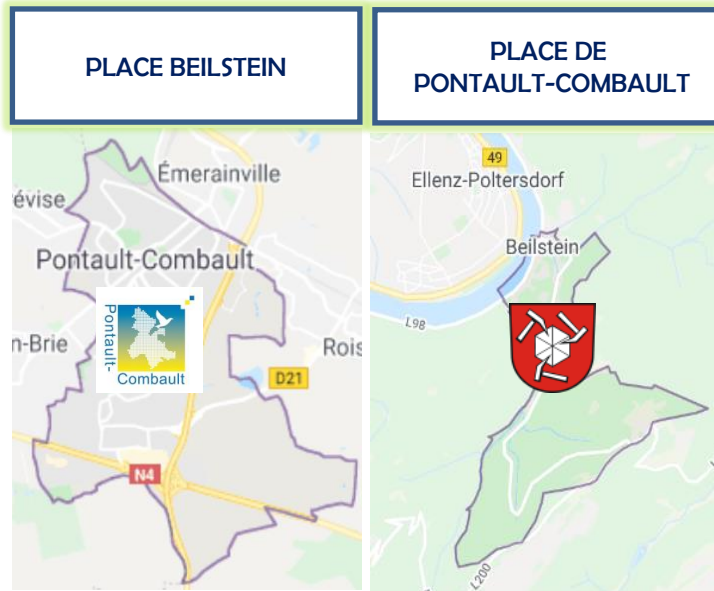 PLACE BEILSTEIN
PLACE DE
PONTAULT-COMBAULT
Émerainville
évise
Pontault-Combault
Pontault-
Combault
n-Brie
Rois
D21
N4
49
Ellenz-Poltersdorf
Beilstein
L98
L200